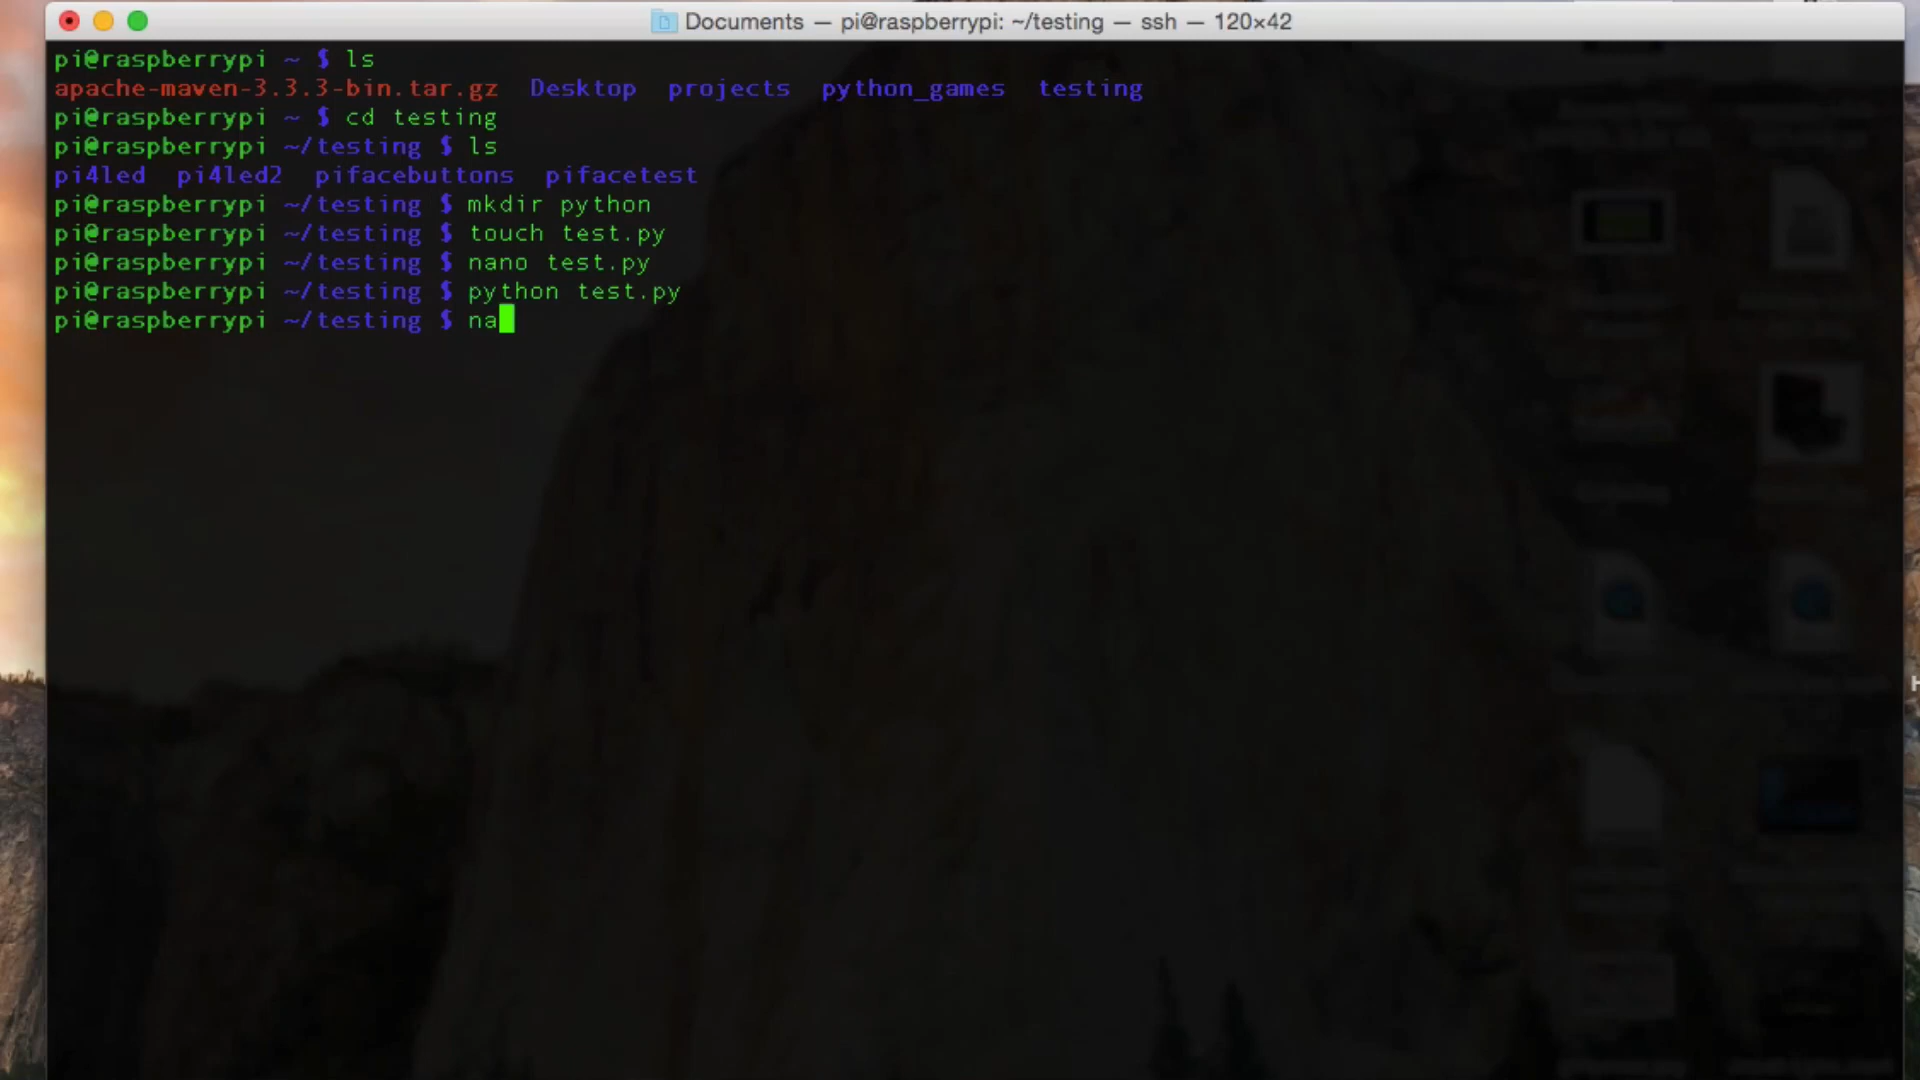 Documents — pi@raspberrypi: ~/testing — ssh — 120×42
pi@raspberrypi ~ $ ls
apache-maven-3.3.3-bin.tar.gz Desktop projects python_games testing
pi@raspberrypi ~ $ cd testing
pi@raspberrypi ~/testing $ ls
pi4led pi4led2 pifacebuttons pifacetest
pi@raspberrypi ~/testing $ mkdir python
pi@raspberrypi ~/testing $ touch test.py
pi@raspberrypi ~/testing $ nano test.py
pi@raspberrypi ~/testing $ python test.py
pi@raspberrypi ~/testing $ na